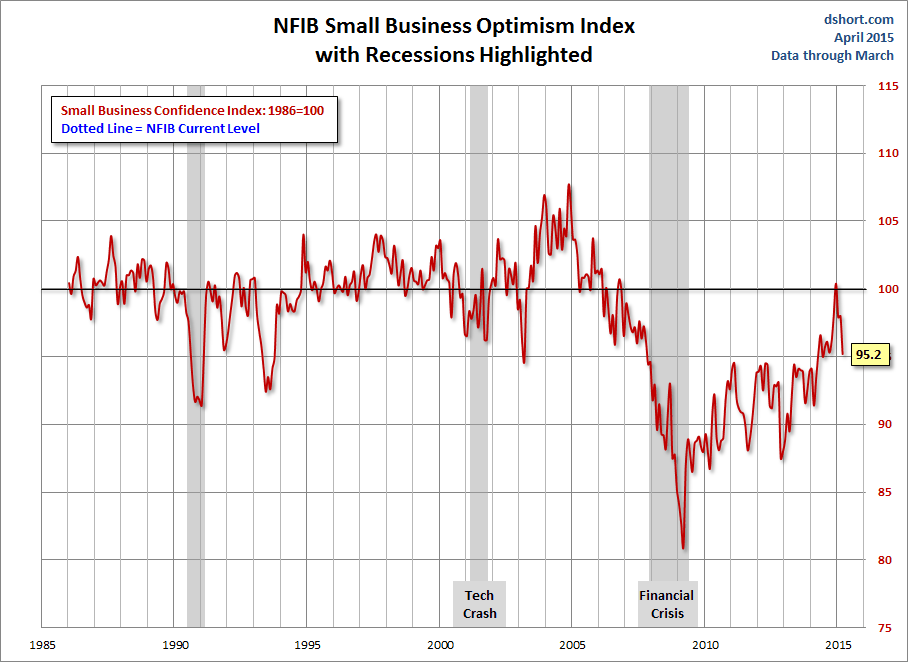 NFIB Small Business Optimism Index
with Recessions Highlighted
dshort.com
April 2015
Data through March
Small Business Confidence Index: 1986=100
Dotted Line = NFIB Current Level
115
110
105
100
95.2
90
85
80
75
Tech
Crash
Financial
Crisis
1985
1990
1995
2000
2005
2010
2015